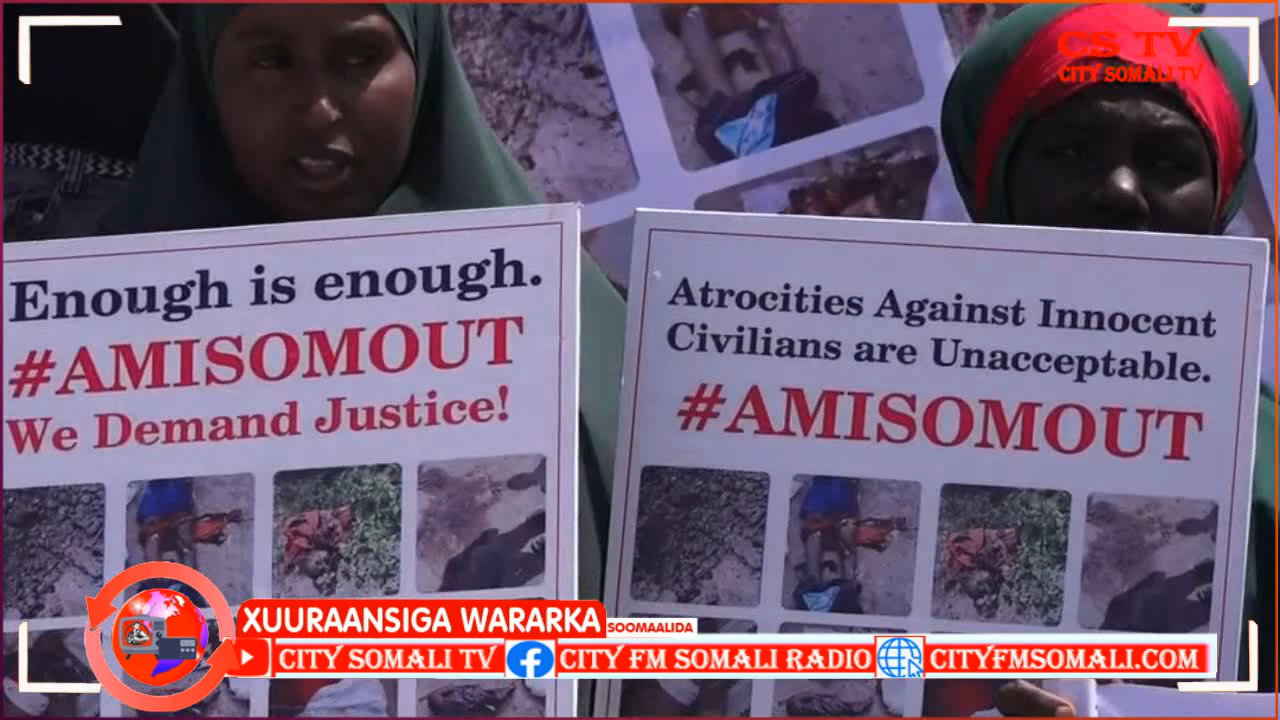 CS TV
CITY SOMALI TV
Enough is enough.
#AMISOMOUT
We Demand Justice!
Atrocities Against Innocent
Civilians are Unacceptable.
#AMISOMOUT
XUURAANSIGA WARARKA
SOOMAALIDA
CITY SOMALI TV
CITY FM SOMALI RADIO
CITYFMSOMALI.COM